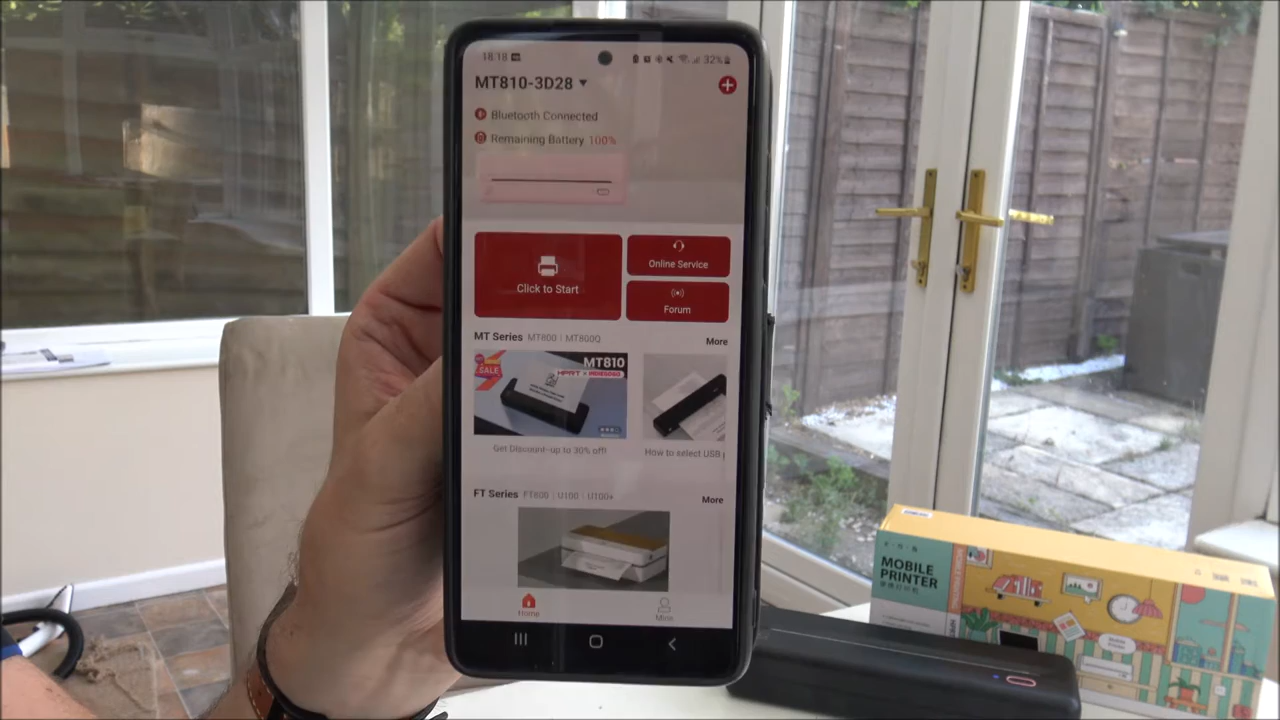 18:18
32%
MT810-3D28
Bluetooth Connected
Remaining Battery 100%
Click to Start
Online Service
Forum
MT Series MT800 | MT800Q
More
SALE
MT810
HPRT
Get Discount-up to 30% off!
How to select USB
FT Series FT800 | U100 | U100+
More
Home
Mine
MOBILE
PRINTER